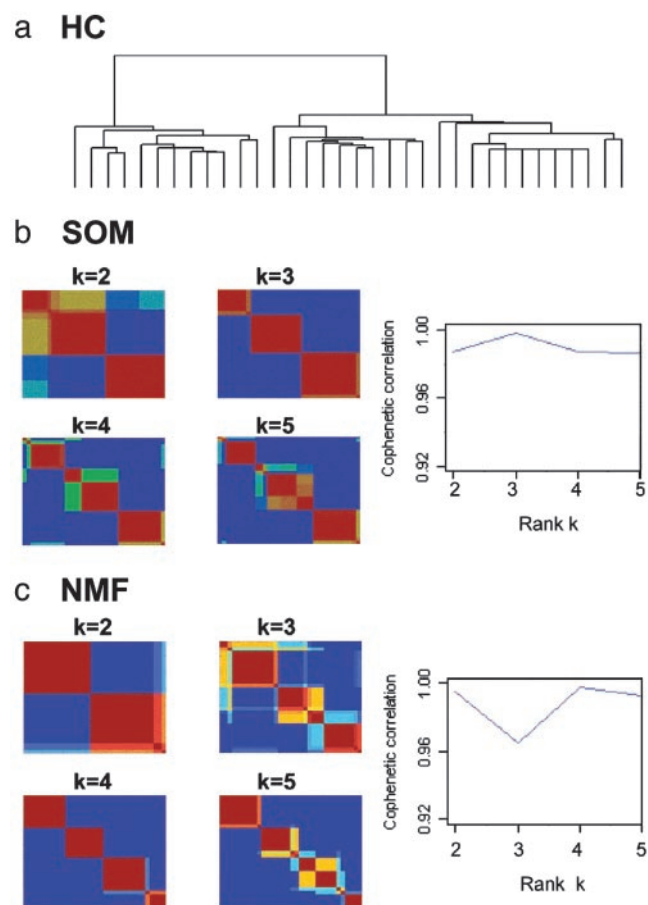 a HC
b SOM
k=2
k=3
k=4
k=5
Cophenetic correlation
1.00
0.96
0.92
2 3 4 5
Rank k
c NMF
k=2
k=3
k=4
k=5
Cophenetic correlation
1.00
0.96
0.92
2 3 4 5
Rank k